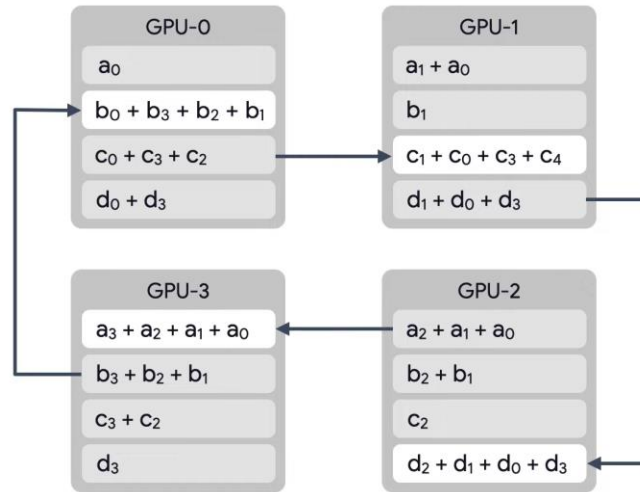 GPU-0
a₀
b₀ + b₃ + b₂ + b₁
c₀ + c₃ + c₂
d₀ + d₃
GPU-1
a₁ + a₀
b₁
c₁ + c₀ + c₃ + c₄
d₁ + d₀ + d₃
GPU-3
a₃ + a₂ + a₁ + a₀
b₃ + b₂ + b₁
c₃ + c₂
d₃
GPU-2
a₂ + a₁ + a₀
b₂ + b₁
c₂
d₂ + d₁ + d₀ + d₃